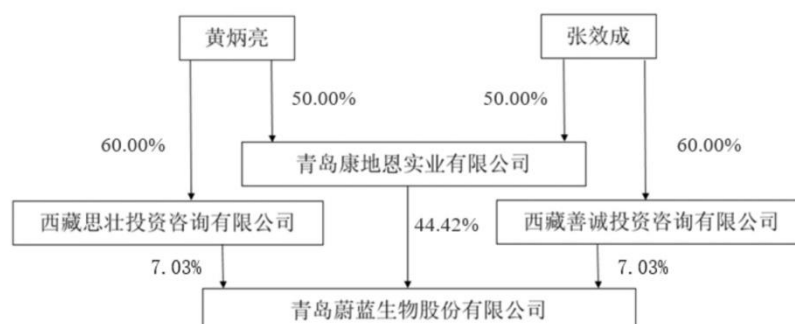 黄炳亮
张效成
50.00%
50.00%
60.00%
60.00%
青岛康地恩实业有限公司
西藏思壮投资咨询有限公司
44.42%
西藏善诚投资咨询有限公司
7.03%
7.03%
青岛蔚蓝生物股份有限公司